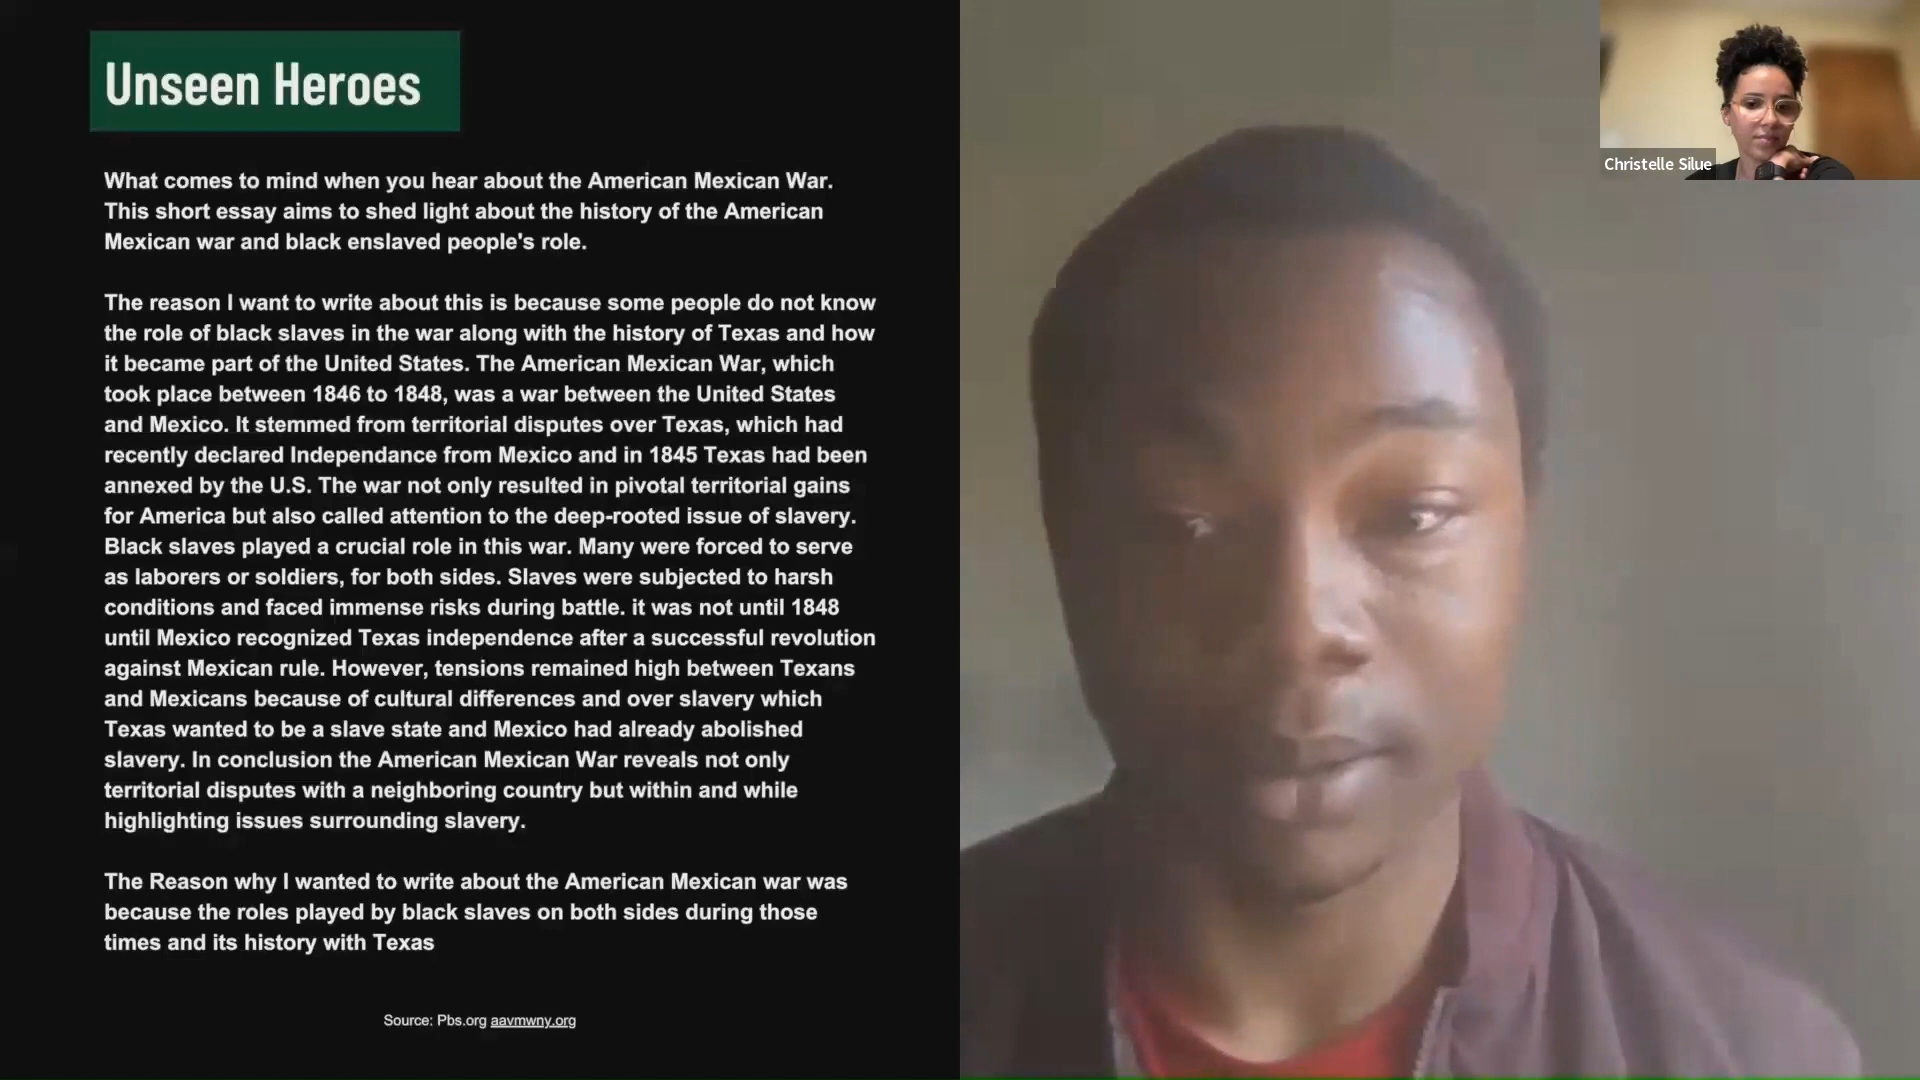 Unseen Heroes
What comes to mind when you hear about the American Mexican War.
This short essay aims to shed light about the history of the American
Mexican war and black enslaved people's role.
The reason I want to write about this is because some people do not know
the role of black slaves in the war along with the history of Texas and how
it became part of the United States. The American Mexican War, which
took place between 1846 to 1848, was a war between the United States
and Mexico. It stemmed from territorial disputes over Texas, which had
recently declared Independance from Mexico and in 1845 Texas had been
annexed by the U.S. The war not only resulted in pivotal territorial gains
for America but also called attention to the deep-rooted issue of slavery.
Black slaves played a crucial role in this war. Many were forced to serve
as laborers or soldiers, for both sides. Slaves were subjected to harsh
conditions and faced immense risks during battle. it was not until 1848
until Mexico recognized Texas independence after a successful revolution
against Mexican rule. However, tensions remained high between Texans
and Mexicans because of cultural differences and over slavery which
Texas wanted to be a slave state and Mexico had already abolished
slavery. In conclusion the American Mexican War reveals not only
territorial disputes with a neighboring country but within and while
highlighting issues surrounding slavery.
The Reason why I wanted to write about the American Mexican war was
because the roles played by black slaves on both sides during those
times and its history with Texas
Source: Pbs.org aavmwny.org
Christelle Silue